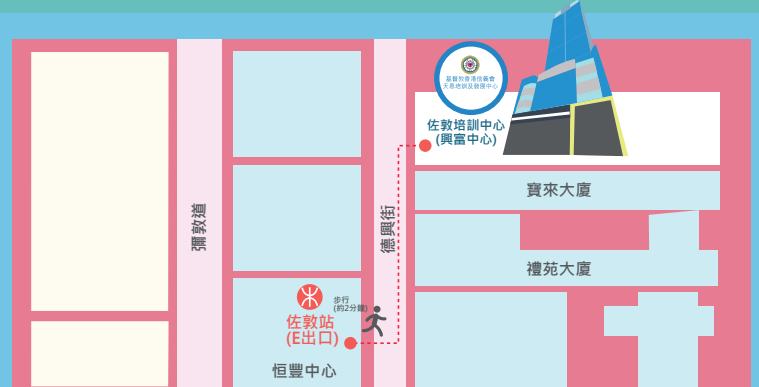 基督教香港信義會
天恩培訓及發展中心
佐敦培訓中心
(興富中心)
寶來大廈
彌敦道
德興街
禮苑大廈
步行
(約2分鐘)
佐敦站
(E出口)
恒豐中心